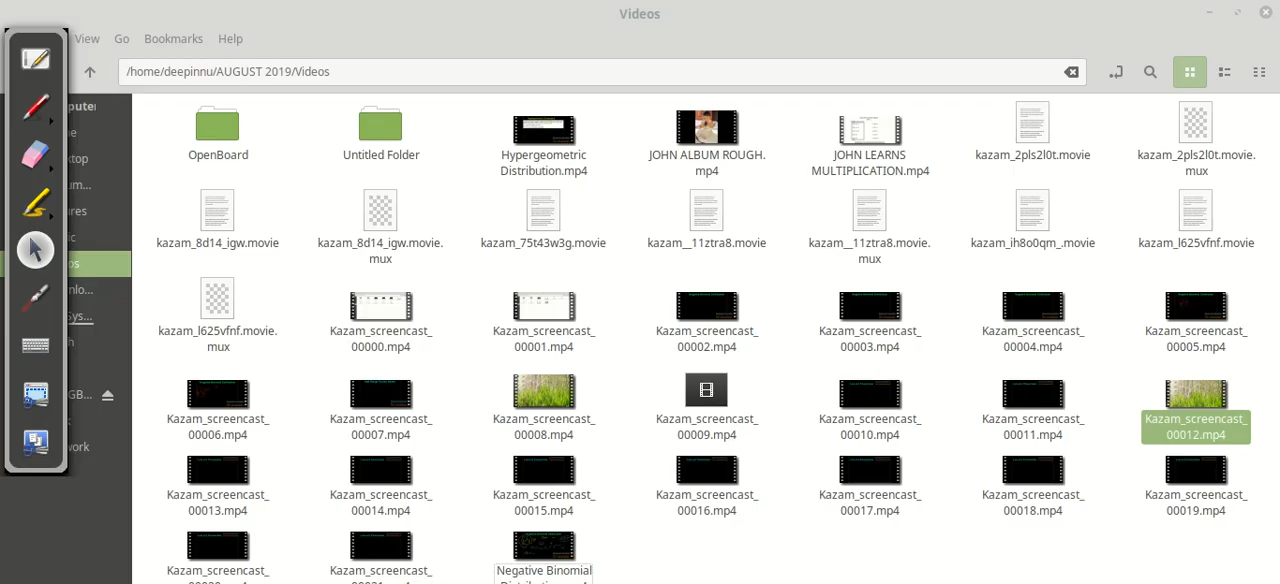 Videos
View Go Bookmarks Help
/home/deepinnu/AUGUST 2019/Videos
OpenBoard
Untitled Folder
Hypergeometric
Distribution.mp4
JOHN ALBUM ROUGH.
mp4
JOHN LEARNS
MULTIPLICATION.mp4
kazam_2pls2l0t.movie
kazam_2pls2l0t.movie.
mux
kazam_8d14_igw.movie
kazam_8d14_igw.movie.
mux
kazam_75t43w3g.movie
kazam__11ztra8.movie
kazam__11ztra8.movie.
mux
kazam_ih8o0qm_.movie
kazam_l625vfnf.movie
kazam_l625vfnf.movie.
mux
Kazam_screencast_
00000.mp4
Kazam_screencast_
00001.mp4
Kazam_screencast_
00002.mp4
Kazam_screencast_
00003.mp4
Kazam_screencast_
00004.mp4
Kazam_screencast_
00005.mp4
Kazam_screencast_
00006.mp4
Kazam_screencast_
00007.mp4
Kazam_screencast_
00008.mp4
Kazam_screencast_
00009.mp4
Kazam_screencast_
00010.mp4
Kazam_screencast_
00011.mp4
Kazam_screencast_
00012.mp4
Kazam_screencast_
00013.mp4
Kazam_screencast_
00014.mp4
Kazam_screencast_
00015.mp4
Kazam_screencast_
00016.mp4
Kazam_screencast_
00017.mp4
Kazam_screencast_
00018.mp4
Kazam_screencast_
00019.mp4
Kazam_screencast_
Kazam_screencast_
Negative Binomial